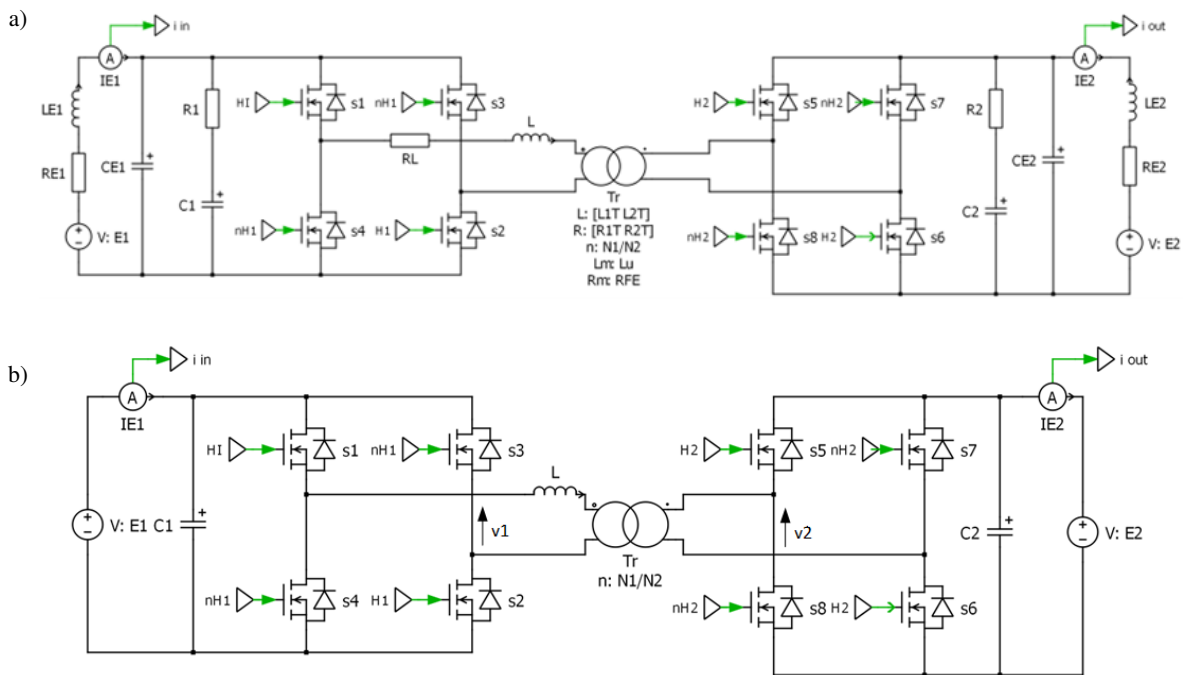 a)
i in
i out
A
A
IE1
IE2
LE1
R1
HI
s1
nH1
s3
H2
s5
nH2
s7
R2
LE2
L
RE1
CE1
RL
CE2
RE2
Tr
C1
L: [L1T L2T]
C2
R: [R1T R2T]
V: E1
nH1
s4
H1
s2
n: N1/N2
nH2
s8
H2
s6
V: E2
Lm: Lu
Rm: RFE
b)
i in
i out
A
A
IE1
IE2
HI
s1
nH1
s3
H2
s5
nH2
s7
L
V: E1
C1
v1
v2
C2
V: E2
Tr
n: N1/N2
nH1
s4
H1
s2
nH2
s8
H2
s6